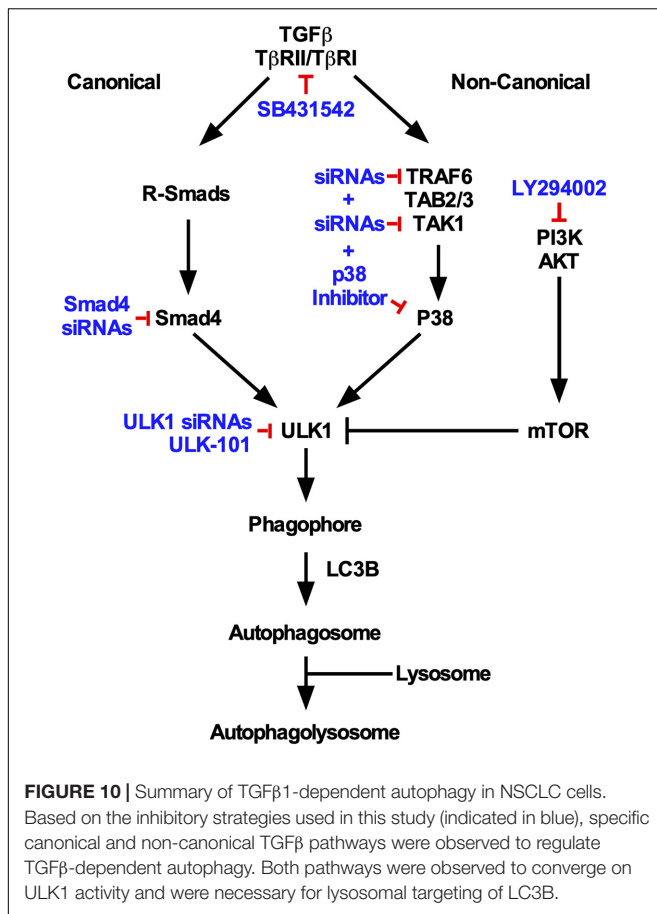 TGFβ
TβRII/TβRI
Canonical
Non-Canonical
SB431542
siRNAs
TRAF6
LY294002
+
TAB2/3
R-Smads
siRNAs
TAK1
PI3K
+
AKT
p38
Inhibitor
Smad4
siRNAs
Smad4
P38
ULK1 siRNAs
ULK-101
ULK1
mTOR
Phagophore
LC3B
Autophagosome
Lysosome
Autophagolysosome
FIGURE 10 | Summary of TGFβ1-dependent autophagy in NSCLC cells.
Based on the inhibitory strategies used in this study (indicated in blue), specific
canonical and non-canonical TGFβ pathways were observed to regulate
TGFβ-dependent autophagy. Both pathways were observed to converge on
ULK1 activity and were necessary for lysosomal targeting of LC3B.